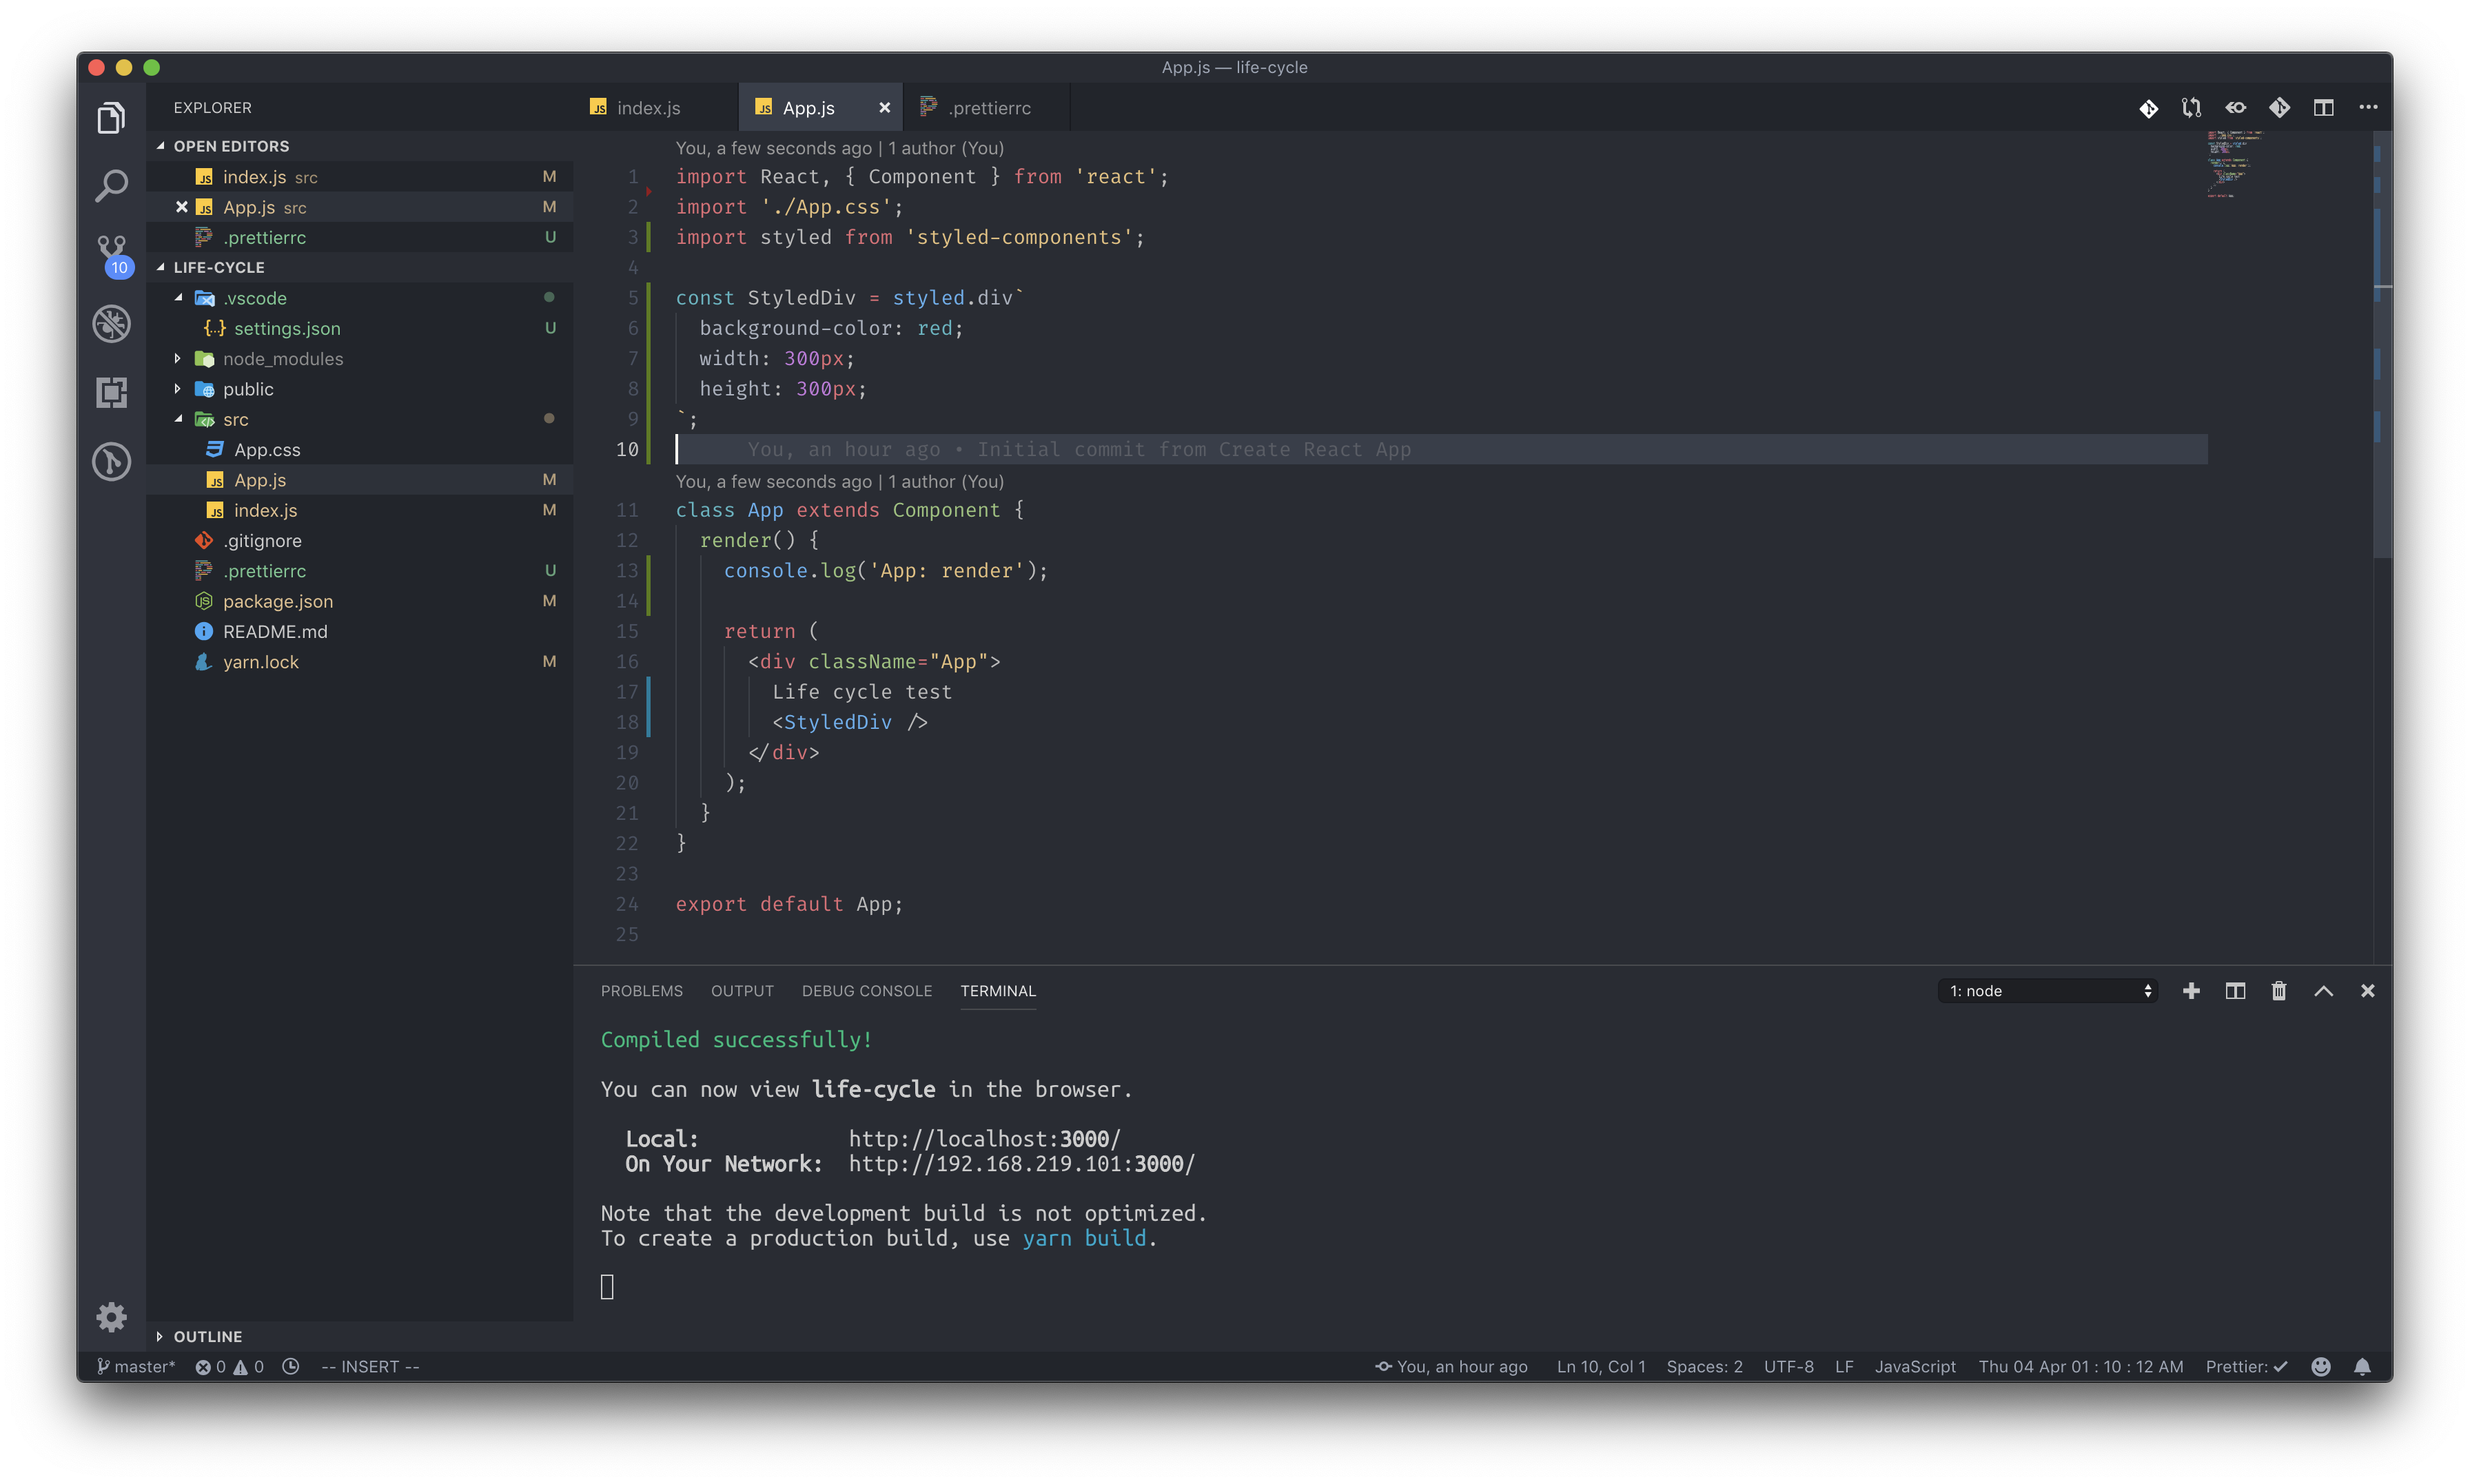 App.js — life-cycle
EXPLORER
OPEN EDITORS
index.js src M
App.js src M
.prettierrc U
LIFE-CYCLE
.vscode
{..} settings.json U
node_modules
public
src
App.css
App.js M
index.js M
.gitignore
.prettierrc U
package.json M
README.md
yarn.lock M
OUTLINE
10
index.js
App.js
.prettierrc
You, a few seconds ago | 1 author (You)
1 import React, { Component } from 'react';
2 import './App.css';
3 import styled from 'styled-components';
4
5 const StyledDiv = styled.div`
6 background-color: red;
7 width: 300px;
8 height: 300px;
9 `;
10 You, an hour ago • Initial commit from Create React App
You, a few seconds ago | 1 author (You)
11 class App extends Component {
12 render() {
13 console.log('App: render');
14
15 return (
16 <div className="App">
17 Life cycle test
18 <StyledDiv />
19 </div>
20 );
21 }
22 }
23
24 export default App;
25
PROBLEMS OUTPUT DEBUG CONSOLE TERMINAL 1: node
Compiled successfully!
You can now view life-cycle in the browser.
Local: http://localhost:3000/
On Your Network: http://192.168.219.101:3000/
Note that the development build is not optimized.
To create a production build, use yarn build.
master* 0 0 -- INSERT -- You, an hour ago Ln 10, Col 1 Spaces: 2 UTF-8 LF JavaScript Thu 04 Apr 01 : 10 : 12 AM Prettier: ✓